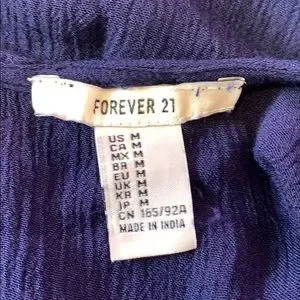 FOREVER 21
US M
CA M
MX M
BR M
EU M
UK M
KR M
JP M
CN 165/92A
MADE IN INDIA